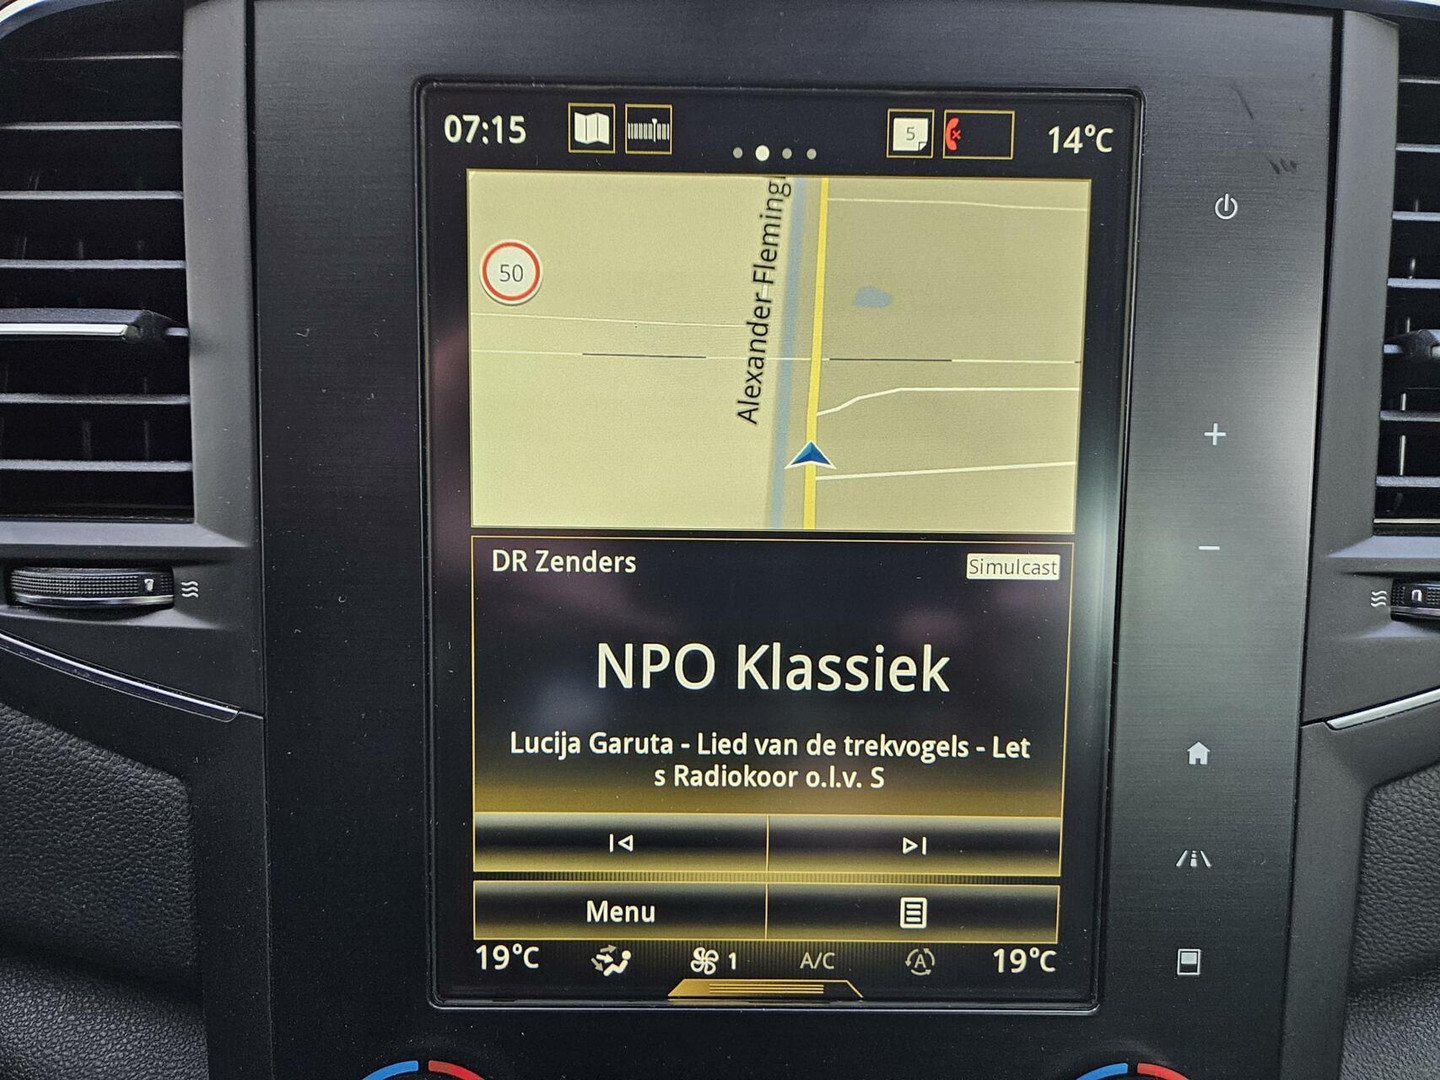 07:15
5
14°C
50
Alexander-Fleming
DR Zenders
Simulcast
NPO Klassiek
Lucija Garuta - Lied van de trekvogels - Let
s Radiokoor o.l.v. S
Menu
19°C
1
A/C
A
19°C